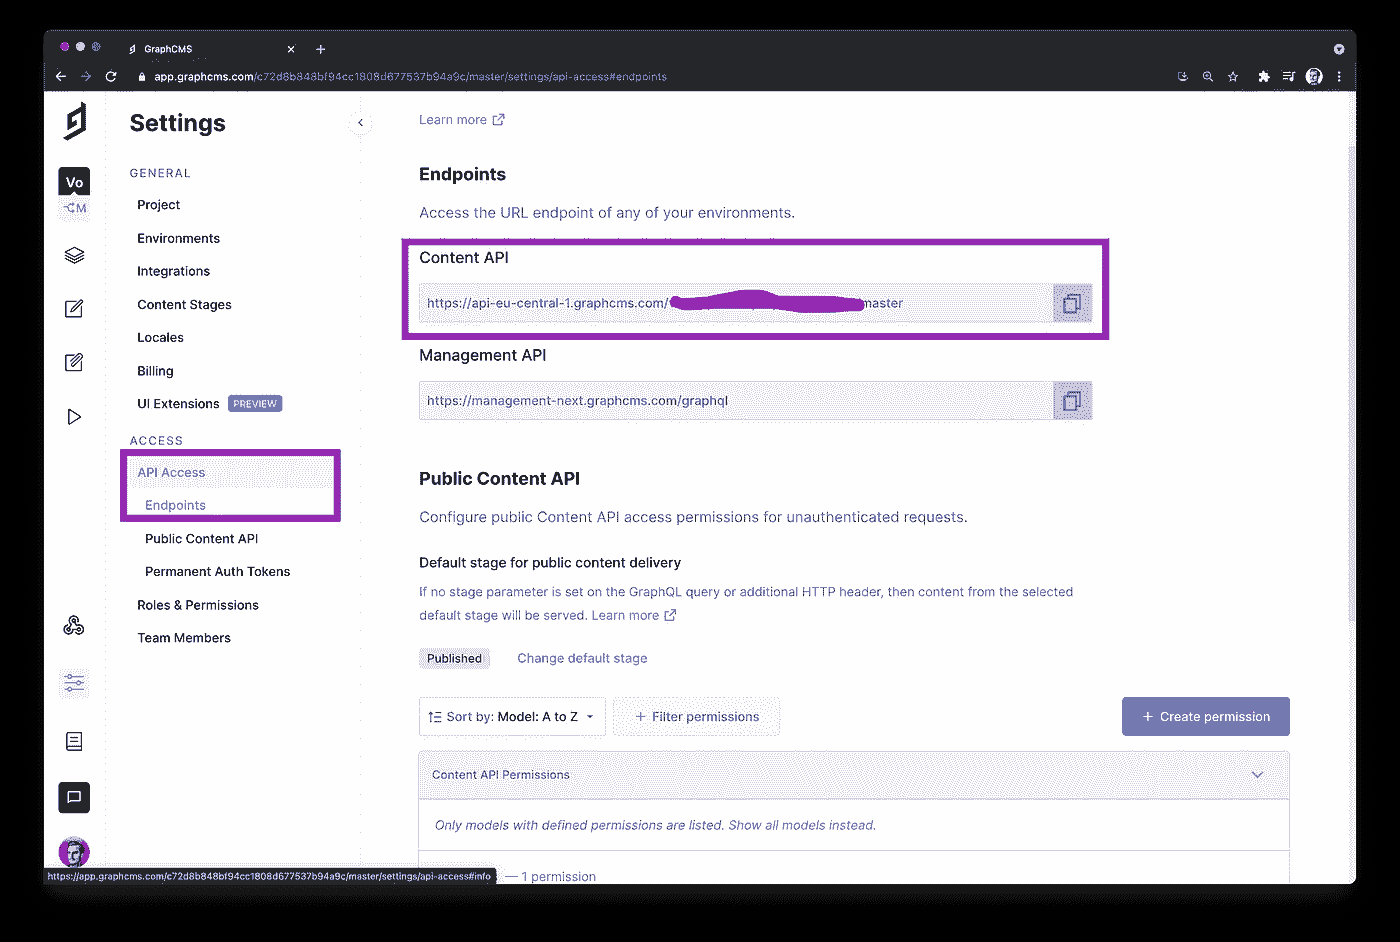 GraphCMS
app.graphcms.com/c72d8b848bf94cc1808d677537b94a9c/master/settings/api-access#endpoints
Settings
Learn more
GENERAL
Vo
M
Project
Environments
Integrations
Content Stages
Locales
Billing
UI Extensions PREVIEW
ACCESS
API Access
Endpoints
Public Content API
Permanent Auth Tokens
Roles & Permissions
Team Members
Endpoints
Access the URL endpoint of any of your environments.
Content API
https://api-eu-central-1.graphcms.com/ master
Management API
https://management-next.graphcms.com/graphql
Public Content API
Configure public Content API access permissions for unauthenticated requests.
Default stage for public content delivery
If no stage parameter is set on the GraphQL query or additional HTTP header, then content from the selected
default stage will be served. Learn more
Published Change default stage
Sort by: Model: A to Z + Filter permissions + Create permission
Content API Permissions
Only models with defined permissions are listed. Show all models instead.
— 1 permission
https://app.graphcms.com/c72d8b848bf94cc1808d677537b94a9c/master/settings/api-access#info